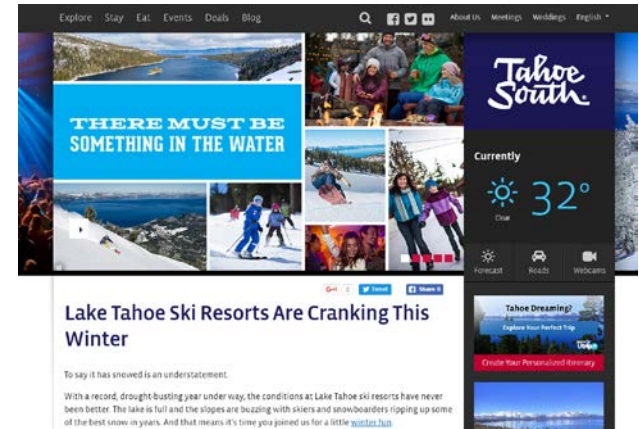 Explore Stay Eat Events Deals Blog
About Us Meetings Weddings English
THERE MUST BE
SOMETHING IN THE WATER
Tahoe
South
Currently
32°
Clear
Forecast Roads Webcams
G+1 0 Tweet Share 0
Lake Tahoe Ski Resorts Are Cranking This
Winter
To say it has snowed is an understatement.
With a record, drought-busting year under way, the conditions at Lake Tahoe ski resorts have never
been better. The lake is full and the slopes are buzzing with skiers and snowboarders ripping up some
of the best snow in years. And that means it's time you joined us for a little winter fun.
Tahoe Dreaming?
Explore Your Perfect Trip
Create Your Personalized Itinerary